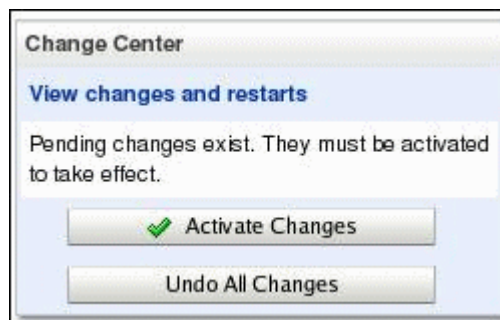 Change Center
View changes and restarts
Pending changes exist. They must be activated
to take effect.
Activate Changes
Undo All Changes